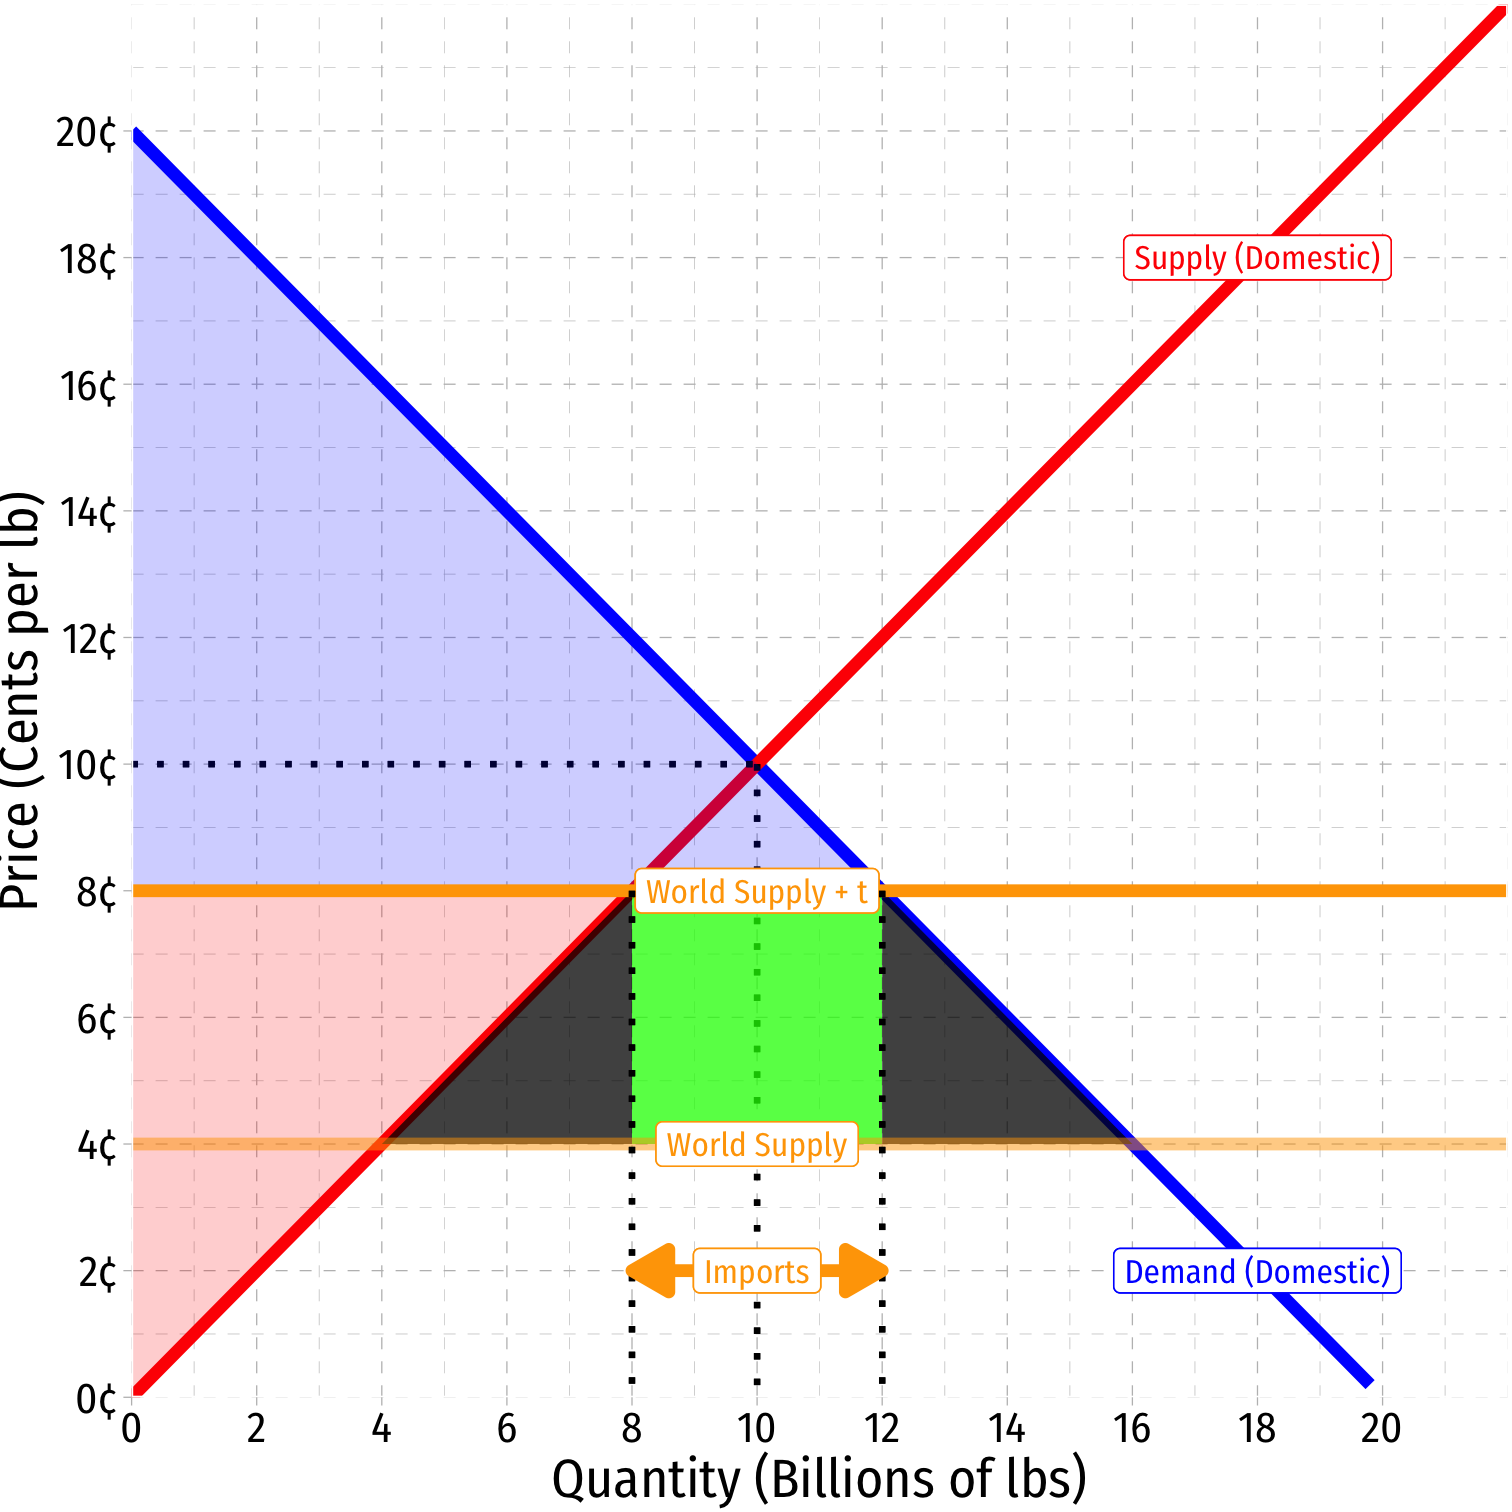 Price (Cents per lb)
20¢
18¢
16¢
14¢
12¢
10¢
8¢
6¢
4¢
2¢
0¢
Supply (Domestic)
World Supply + t
World Supply
Imports
Demand (Domestic)
0 2 4 6 8 10 12 14 16 18 20
Quantity (Billions of lbs)